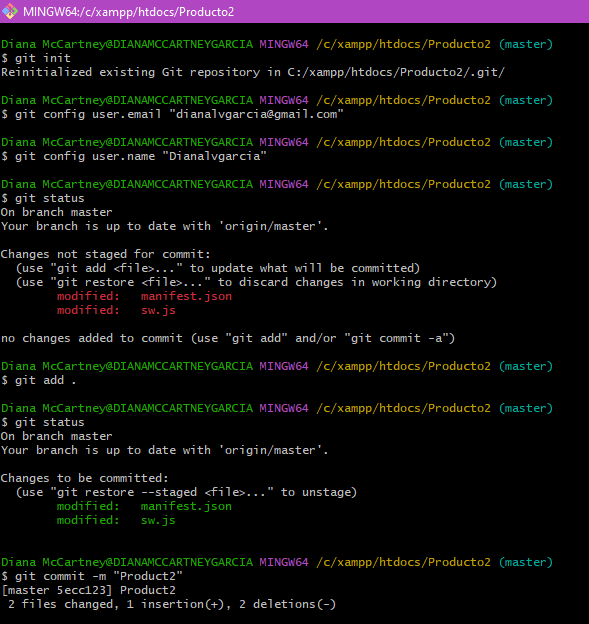 MINGW64:/c/xampp/htdocs/Producto2
Diana McCartney@DIANAMCCARTNEYGARCIA MINGW64 /c/xampp/htdocs/Producto2 (master)
$ git init
Reinitialized existing Git repository in C:/xampp/htdocs/Producto2/.git/
Diana McCartney@DIANAMCCARTNEYGARCIA MINGW64 /c/xampp/htdocs/Producto2 (master)
$ git config user.email "dianalvgarcia@gmail.com"
Diana McCartney@DIANAMCCARTNEYGARCIA MINGW64 /c/xampp/htdocs/Producto2 (master)
$ git config user.name "Dianalvgarcia"
Diana McCartney@DIANAMCCARTNEYGARCIA MINGW64 /c/xampp/htdocs/Producto2 (master)
$ git status
On branch master
Your branch is up to date with 'origin/master'.
Changes not staged for commit:
  (use "git add <file>..." to update what will be committed)
  (use "git restore <file>..." to discard changes in working directory)
        modified:   manifest.json
        modified:   sw.js
no changes added to commit (use "git add" and/or "git commit -a")
Diana McCartney@DIANAMCCARTNEYGARCIA MINGW64 /c/xampp/htdocs/Producto2 (master)
$ git add .
Diana McCartney@DIANAMCCARTNEYGARCIA MINGW64 /c/xampp/htdocs/Producto2 (master)
$ git status
On branch master
Your branch is up to date with 'origin/master'.
Changes to be committed:
  (use "git restore --staged <file>..." to unstage)
        modified:   manifest.json
        modified:   sw.js
Diana McCartney@DIANAMCCARTNEYGARCIA MINGW64 /c/xampp/htdocs/Producto2 (master)
$ git commit -m "Product2"
[master 5ecc123] Product2
 2 files changed, 1 insertion(+), 2 deletions(-)